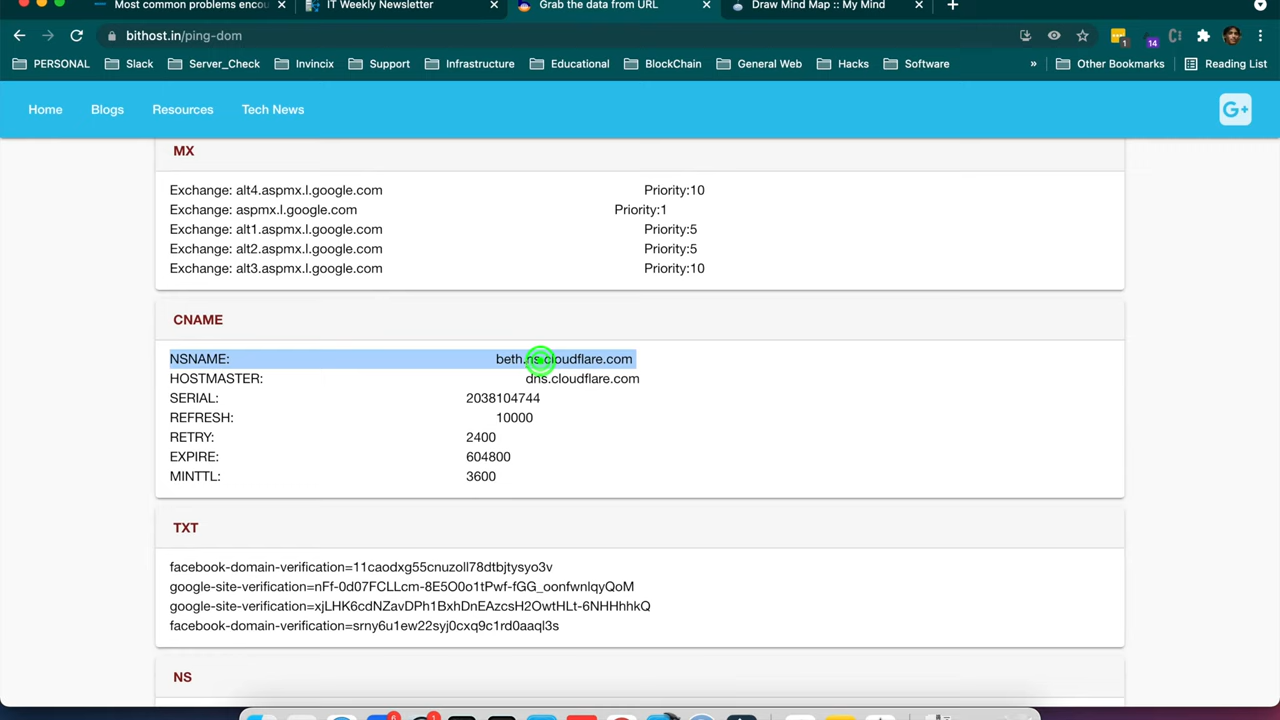 Most common problems encou
IT Weekly Newsletter
Grab the data from URL
Draw Mind Map :: My Mind
bithost.in/ping-dom
1
14
PERSONAL
Slack
Server_Check
Invincix
Support
Infrastructure
Educational
BlockChain
General Web
Hacks
Software
»
Other Bookmarks
Reading List
Home
Blogs
Resources
Tech News
G+
MX
Exchange: alt4.aspmx.l.google.com Priority:10
Exchange: aspmx.l.google.com Priority:1
Exchange: alt1.aspmx.l.google.com Priority:5
Exchange: alt2.aspmx.l.google.com Priority:5
Exchange: alt3.aspmx.l.google.com Priority:10
CNAME
NSNAME: beth.ns.cloudflare.com
HOSTMASTER: dns.cloudflare.com
SERIAL: 2038104744
REFRESH: 10000
RETRY: 2400
EXPIRE: 604800
MINTTL: 3600
TXT
facebook-domain-verification=11caodxg55cnuzoll78dtbjtysyo3v
google-site-verification=nFf-0d07FCLLcm-8E5O0o1tPwf-fGG_oonfwnlqyQoM
google-site-verification=xjLHK6cdNZavDPh1BxhDnEAzcsH2OwtHLt-6NHHhhkQ
facebook-domain-verification=srny6u1ew22syj0cxq9c1rd0aaql3s
NS